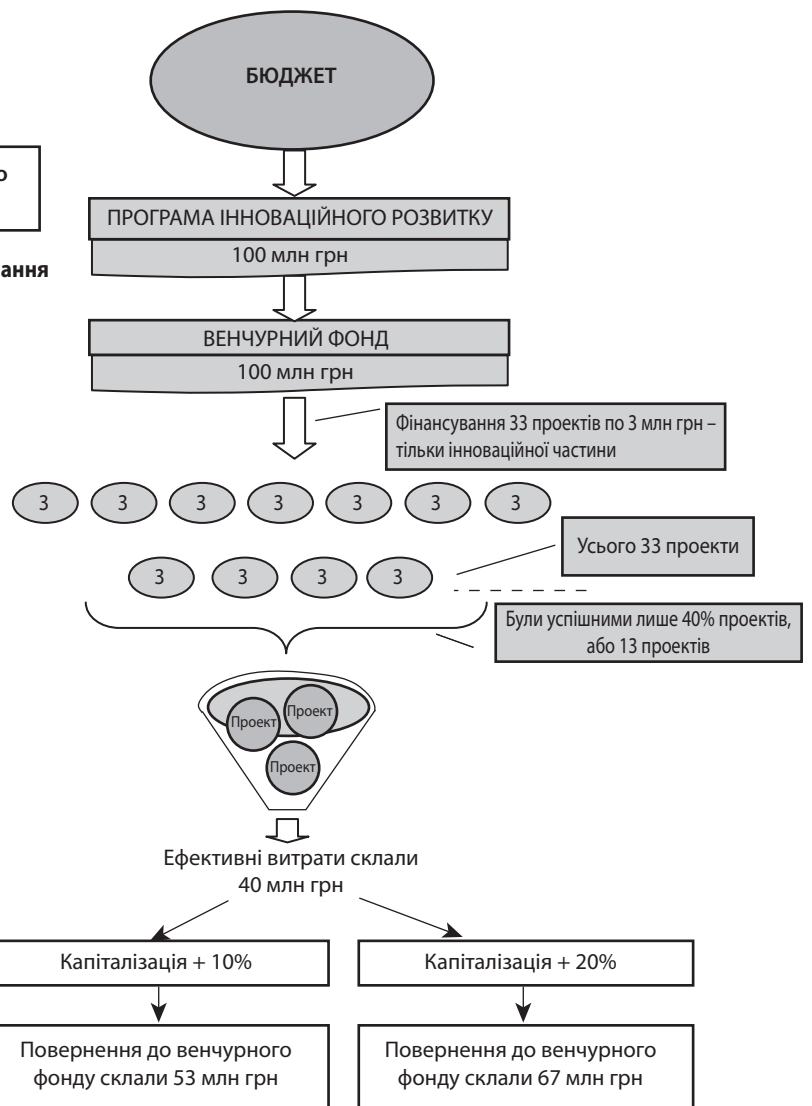 БЮДЖЕТ
ПРОГРАМА ІННОВАЦІЙНОГО РОЗВИТКУ
100 млн грн
ВЕНЧУРНИЙ ФОНД
100 млн грн
Фінансування 33 проектів по 3 млн грн –
тільки інноваційної частини
3 3 3 3 3 3 3
Усього 33 проекти
3 3 3 3
Були успішними лише 40% проектів,
або 13 проектів
Проект Проект
Проект
Ефективні витрати склали
40 млн грн
Капіталізація + 10% Капіталізація + 20%
Повернення до венчурного
фонду склали 53 млн грн
Повернення до венчурного
фонду склали 67 млн грн